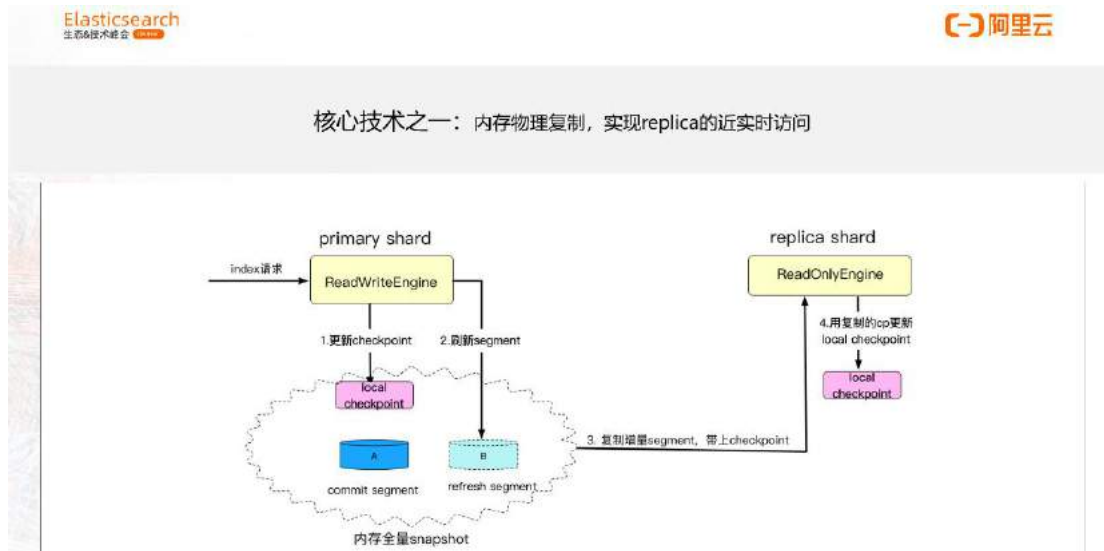 Elasticsearch
生态&技术峰会
阿里云
核心技术之一：内存物理复制，实现replica的近实时访问
primary shard
replica shard
index请求
ReadWriteEngine
ReadOnlyEngine
1.更新checkpoint
2.刷新segment
4.用复制的cp更新
local checkpoint
local
checkpoint
local
checkpoint
3. 复制增量segment，带上checkpoint
A
B
commit segment
refresh segment
内存全量snapshot